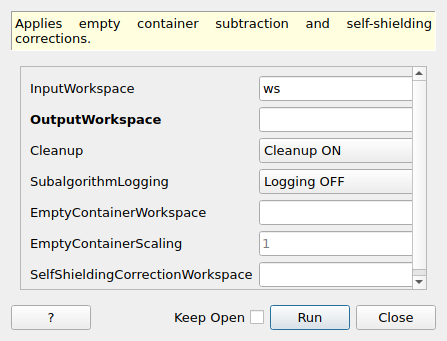 Applies empty container subtraction and self-shielding
corrections.
InputWorkspace ws
OutputWorkspace
Cleanup Cleanup ON
SubalgorithmLogging Logging OFF
EmptyContainerWorkspace
EmptyContainerScaling 1
SelfShieldingCorrectionWorkspace
? Keep Open Run Close